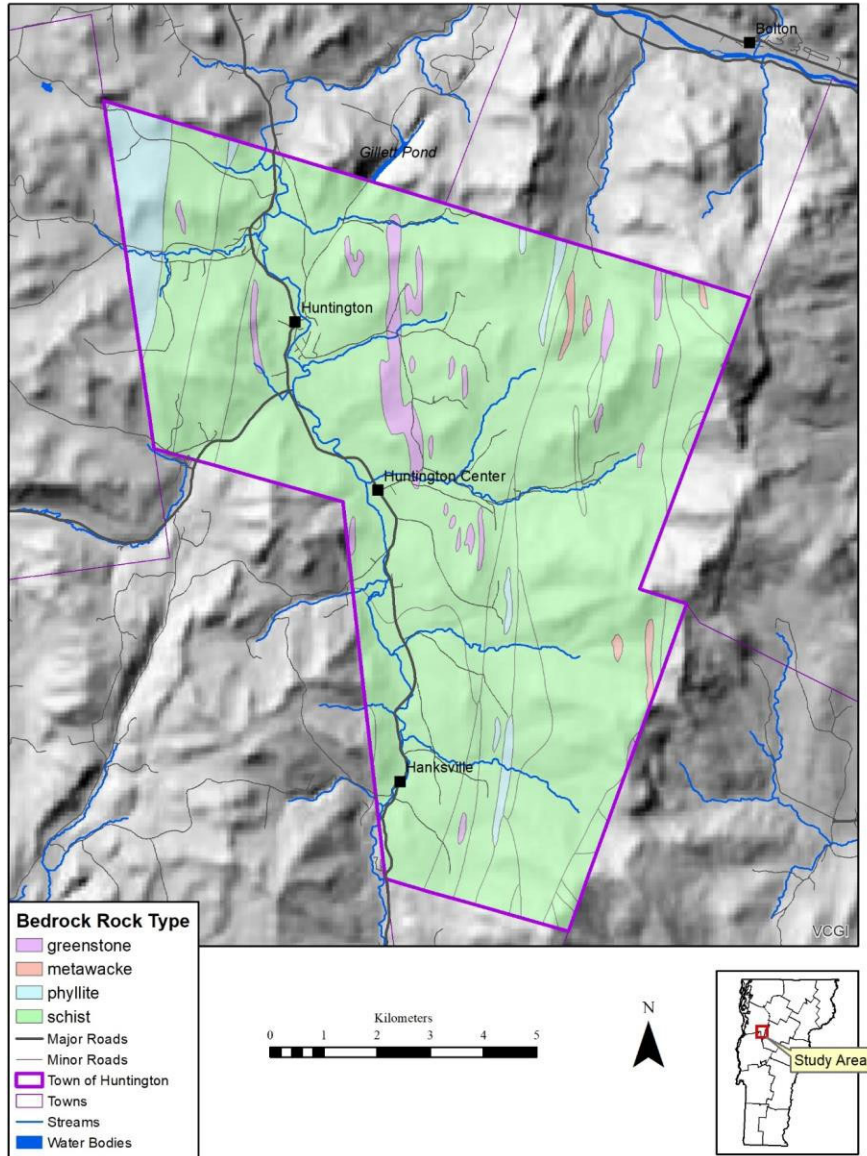 Bolton
Gillett Pond
Huntington
Huntington Center
Hanksville
VCGI
Bedrock Rock Type
greenstone
metawacke
phyllite
schist
Major Roads
Minor Roads
Town of Huntington
Towns
Streams
Water Bodies
Kilometers
0 1 2 3 4 5
N
Study Area